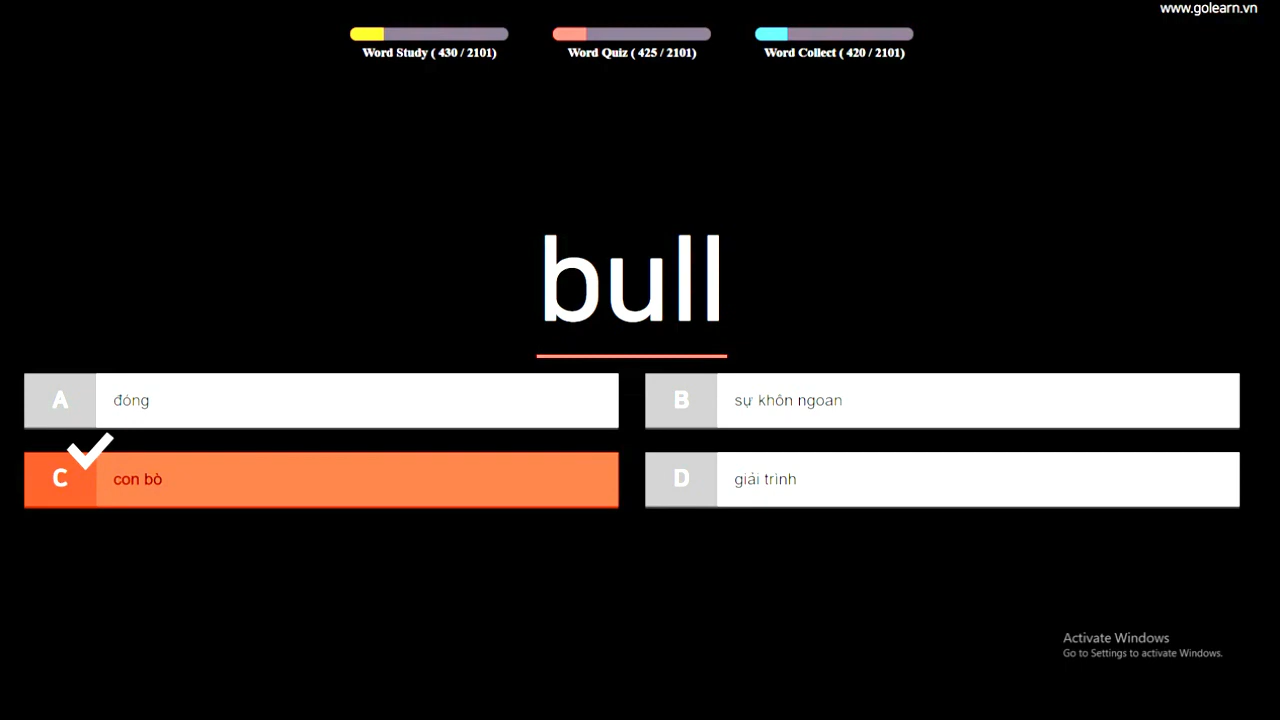 www.golearn.vn
Word Study ( 430 / 2101)
Word Quiz ( 425 / 2101)
Word Collect ( 420 / 2101)
bull
A đóng
B sự khôn ngoan
C con bò
D giải trình
Activate Windows
Go to Settings to activate Windows.